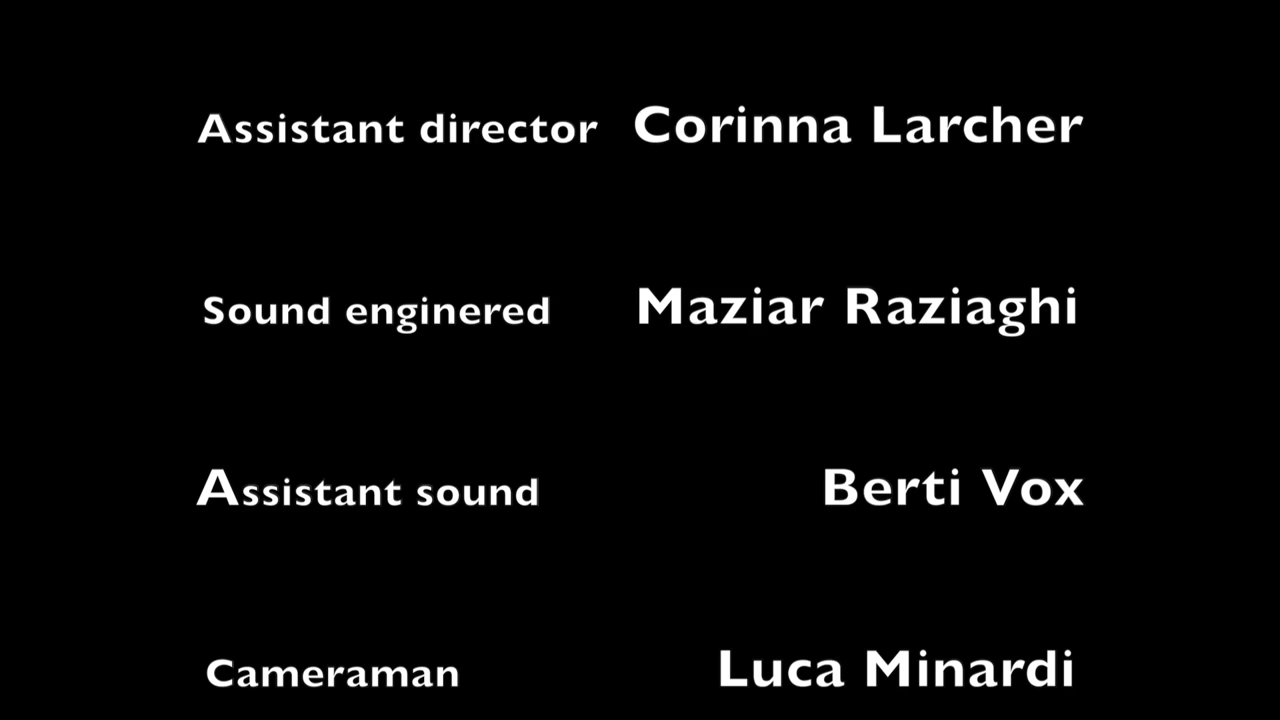 Assistant director Corinna Larcher
Sound enginered Maziar Raziaghi
Assistant sound Berti Vox
Cameraman Luca Minardi